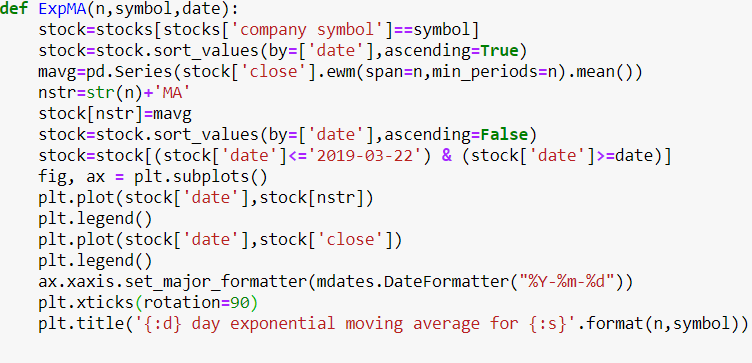 def ExpMA(n,symbol,date):
    stock=stocks[stocks['company symbol']==symbol]
    stock=stock.sort_values(by=['date'],ascending=True)
    mavg=pd.Series(stock['close'].ewm(span=n,min_periods=n).mean())
    nstr=str(n)+'MA'
    stock[nstr]=mavg
    stock=stock.sort_values(by=['date'],ascending=False)
    stock=stock[(stock['date']<='2019-03-22') & (stock['date']>=date)]
    fig, ax = plt.subplots()
    plt.plot(stock['date'],stock[nstr])
    plt.legend()
    plt.plot(stock['date'],stock['close'])
    plt.legend()
    ax.xaxis.set_major_formatter(mdates.DateFormatter("%Y-%m-%d"))
    plt.xticks(rotation=90)
    plt.title('{:d} day exponential moving average for {:s}'.format(n,symbol))